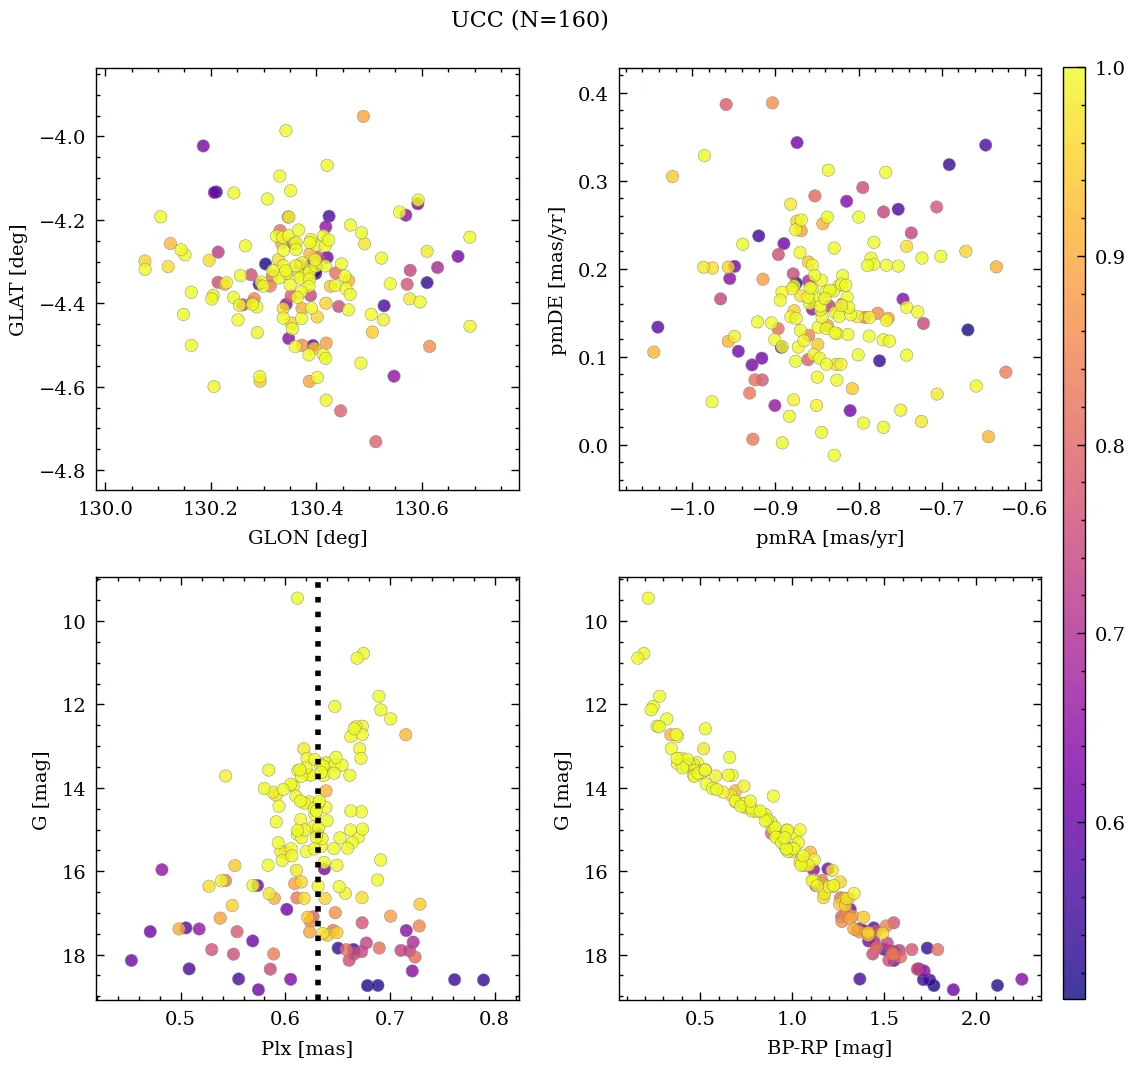 UCC (N=160)
−4.0
−4.2
−4.4
−4.6
−4.8
GLAT [deg]
130.0 130.2 130.4 130.6
GLON [deg]
0.4
0.3
0.2
0.1
0.0
pmDE [mas/yr]
−1.0 −0.9 −0.8 −0.7 −0.6
pmRA [mas/yr]
1.0
0.9
0.8
0.7
0.6
10
12
14
16
18
G [mag]
0.5 0.6 0.7 0.8
Plx [mas]
10
12
14
16
18
G [mag]
0.5 1.0 1.5 2.0
BP-RP [mag]